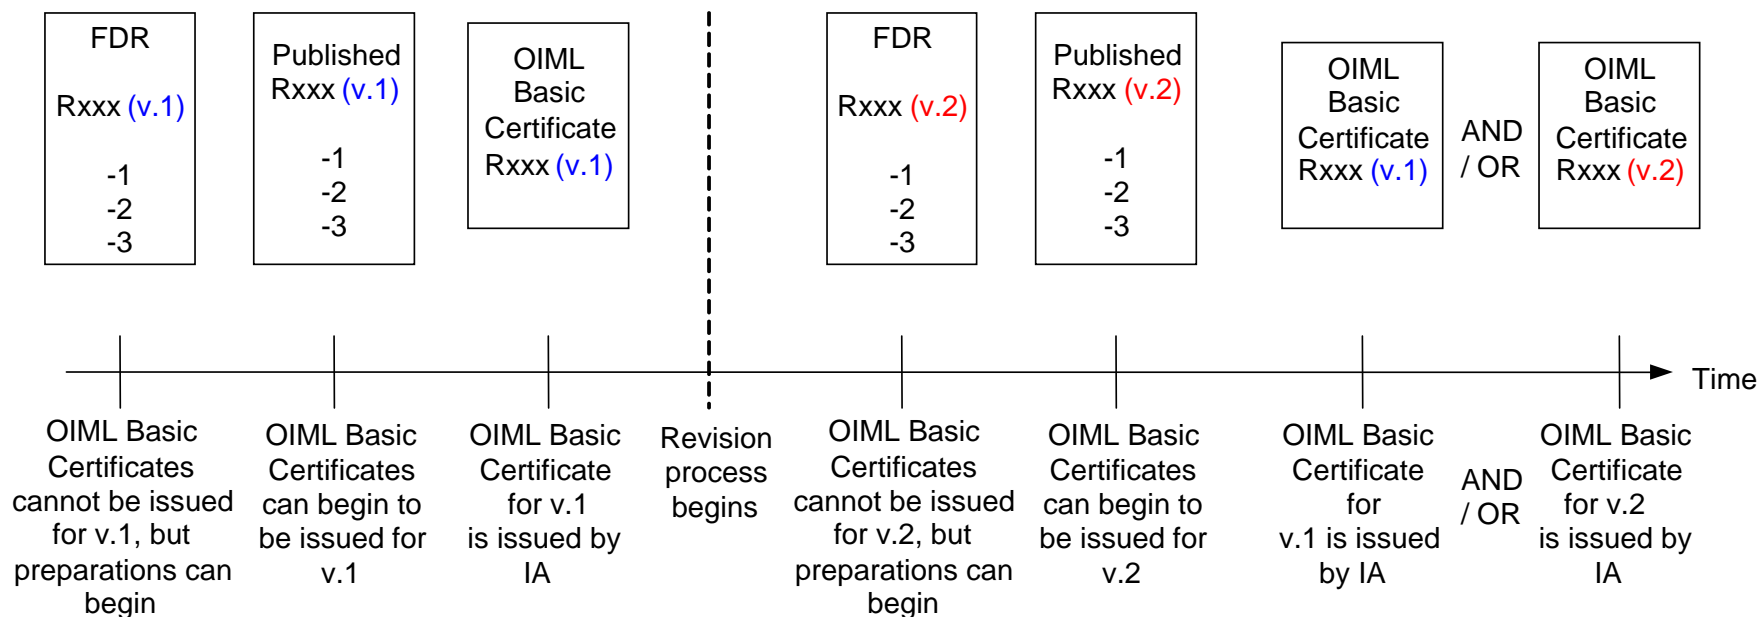 FDR
Rxxx (v.1)
-1
-2
-3
Published
Rxxx (v.1)
-1
-2
-3
OIML
Basic
Certificate
Rxxx (v.1)
FDR
Rxxx (v.2)
-1
-2
-3
Published
Rxxx (v.2)
-1
-2
-3
OIML
Basic
Certificate
Rxxx (v.1)
AND
/ OR
OIML
Basic
Certificate
Rxxx (v.2)
Time
OIML Basic
Certificates
cannot be issued
for v.1, but
preparations can
begin
OIML Basic
Certificates
can begin to
be issued for
v.1
OIML Basic
Certificate
for v.1
is issued by
IA
Revision
process
begins
OIML Basic
Certificates
cannot be issued
for v.2, but
preparations can
begin
OIML Basic
Certificates
can begin to
be issued for
v.2
OIML Basic
Certificate
for
v.1 is issued
by IA
AND
/ OR
OIML Basic
Certificate
for v.2
is issued by
IA